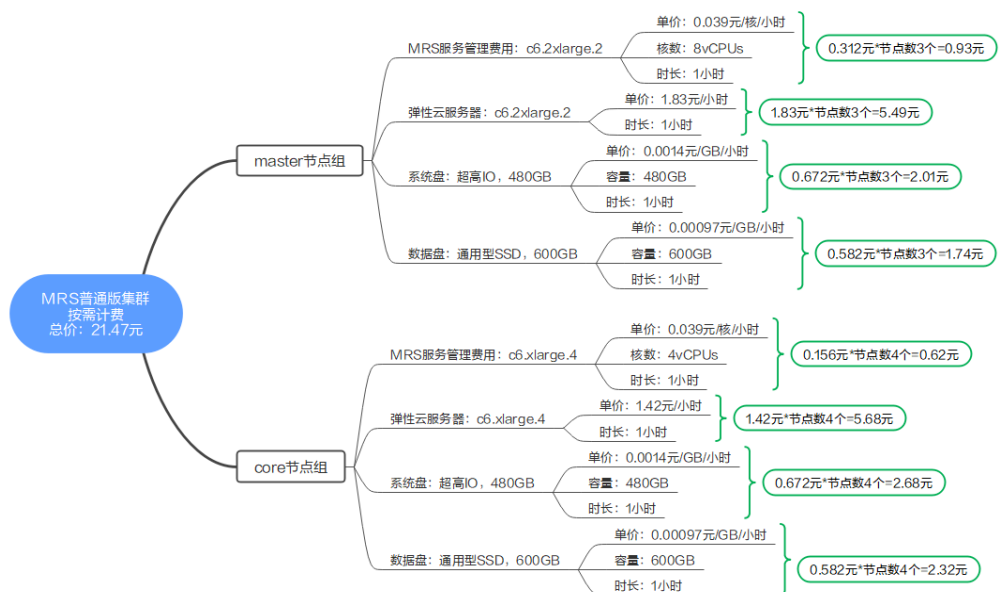 MRS普通版集群
按需计费
总价：21.47元
master节点组
MRS服务管理费用：c6.2xlarge.2
单价：0.039元/核/小时
核数：8vCPUs
时长：1小时
0.312元*节点数3个=0.93元
弹性云服务器：c6.2xlarge.2
单价：1.83元/小时
时长：1小时
1.83元*节点数3个=5.49元
系统盘：超高IO，480GB
单价：0.0014元/GB/小时
容量：480GB
时长：1小时
0.672元*节点数3个=2.01元
数据盘：通用型SSD，600GB
单价：0.00097元/GB/小时
容量：600GB
时长：1小时
0.582元*节点数3个=1.74元
core节点组
MRS服务管理费用：c6.xlarge.4
单价：0.039元/核/小时
核数：4vCPUs
时长：1小时
0.156元*节点数4个=0.62元
弹性云服务器：c6.xlarge.4
单价：1.42元/小时
时长：1小时
1.42元*节点数4个=5.68元
系统盘：超高IO，480GB
单价：0.0014元/GB/小时
容量：480GB
时长：1小时
0.672元*节点数4个=2.68元
数据盘：通用型SSD，600GB
单价：0.00097元/GB/小时
容量：600GB
时长：1小时
0.582元*节点数4个=2.32元